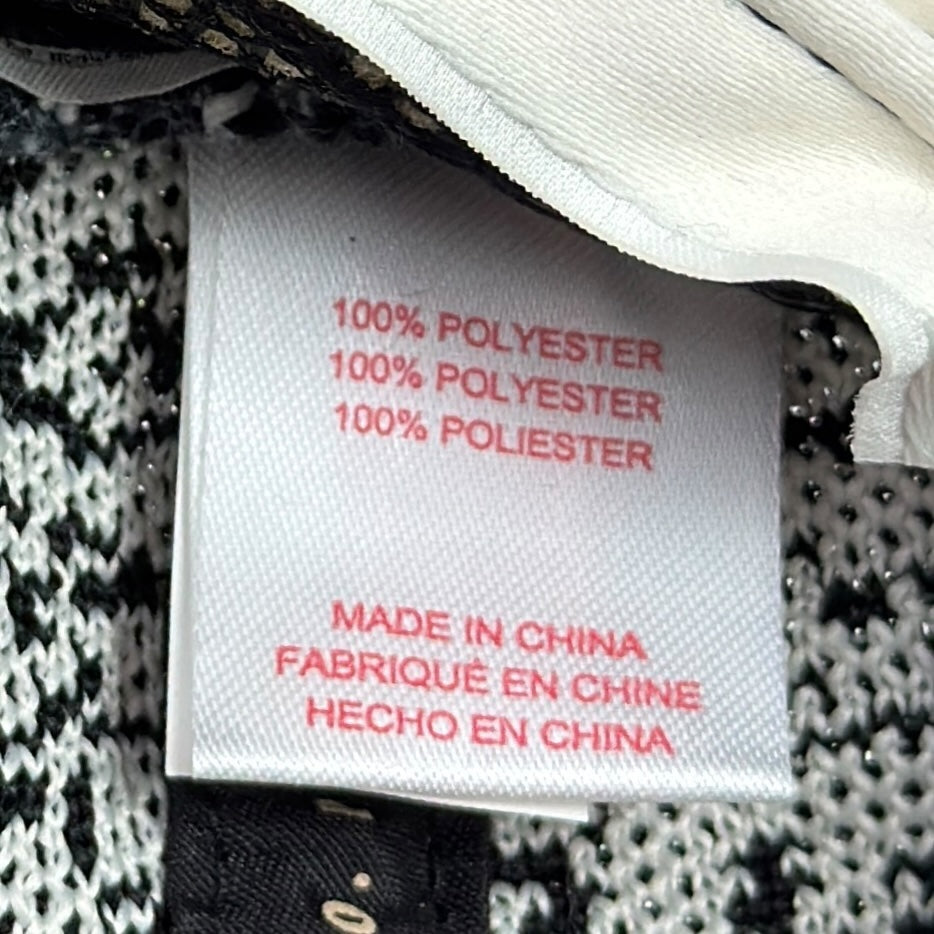 100% POLYESTER
100% POLYESTER
100% POLIESTER
MADE IN CHINA
FABRIQUÉ EN CHINE
HECHO EN CHINA